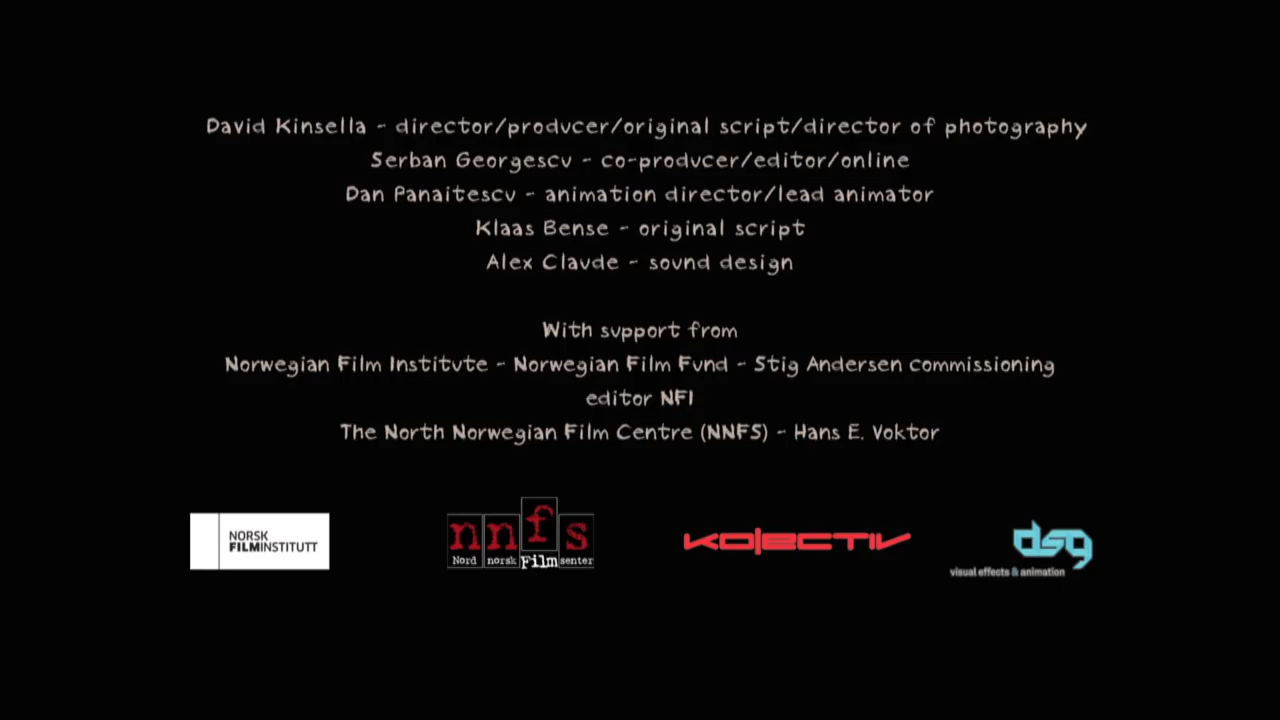 David Kinsella - director/producer/original script/director of photography
Serban Georgescu - co-producer/editor/online
Dan Panaitescu - animation director/lead animator
Klaas Bense - original script
Alex Claude - sound design
With support from
Norwegian Film Institute - Norwegian Film Fund - Stig Andersen commissioning
editor NFI
The North Norwegian Film Centre (NNFS) - Hans E. Voktor
NORSK
FILMINSTITUTT
nnfs
Nord norsk Film senter
kolectiv
dsg
visual effects & animation